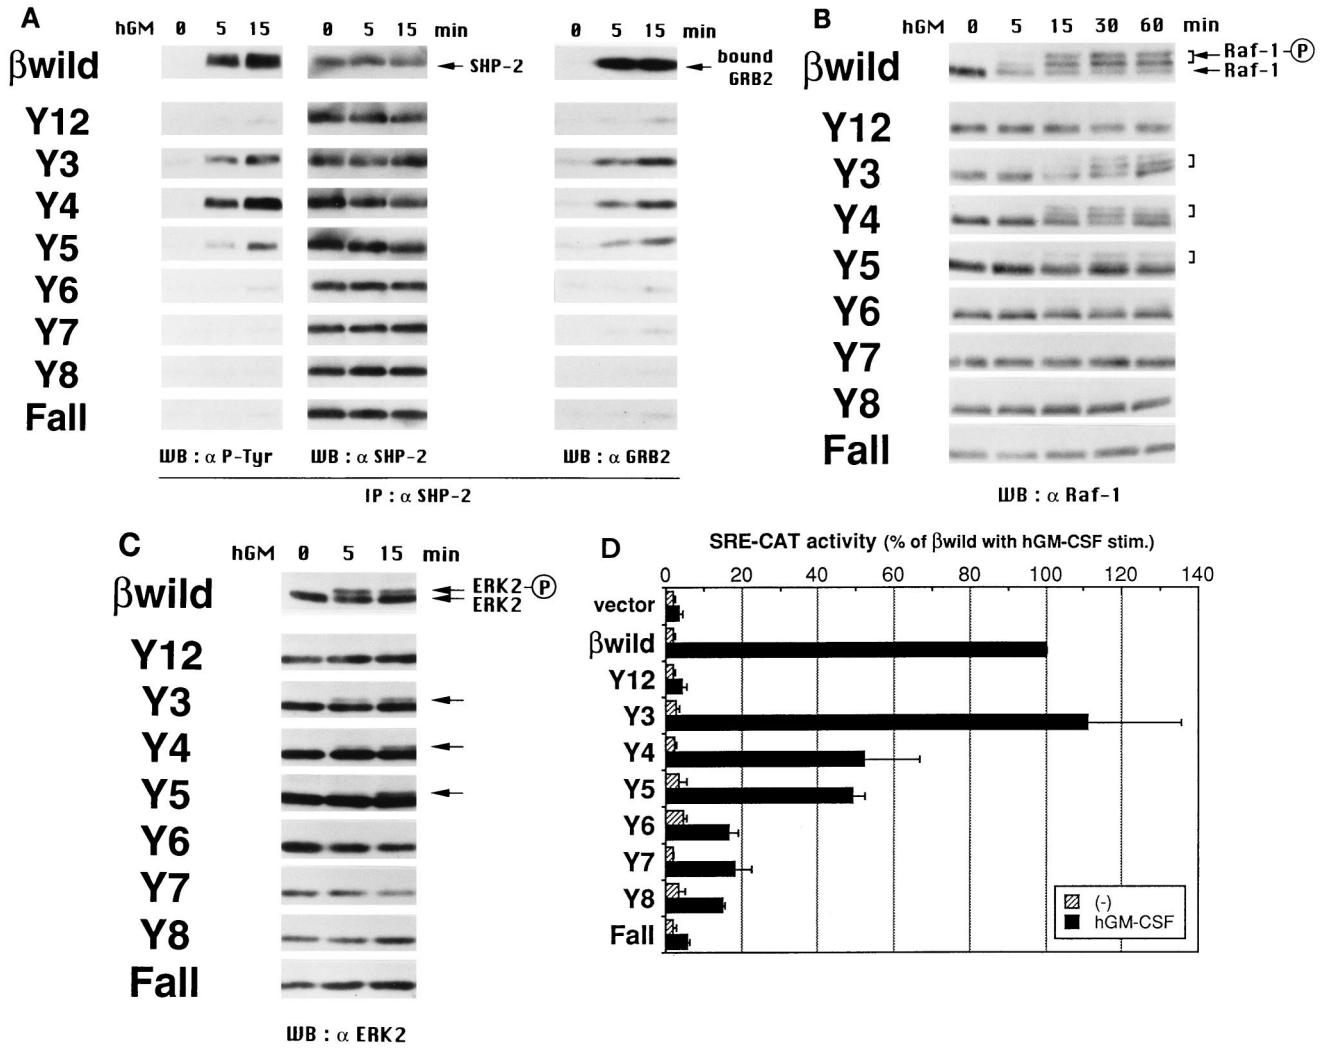 A
hGM 0 5 15 0 5 15 min 0 5 15 min
βwild
SHP-2
bound
GRB2
Y12
Y3
Y4
Y5
Y6
Y7
Y8
Fall
WB : α P-Tyr WB : α SHP-2 WB : α GRB2
IP : α SHP-2
B
hGM 0 5 15 30 60 min
βwild
Raf-1-P
Raf-1
Y12
Y3
Y4
Y5
Y6
Y7
Y8
Fall
WB : α Raf-1
C
hGM 0 5 15 min
βwild
ERK2-P
ERK2
Y12
Y3
Y4
Y5
Y6
Y7
Y8
Fall
WB : α ERK2
D
SRE-CAT activity (% of βwild with hGM-CSF stim.)
0 20 40 60 80 100 120 140
vector
βwild
Y12
Y3
Y4
Y5
Y6
Y7
Y8
Fall
(-)
hGM-CSF